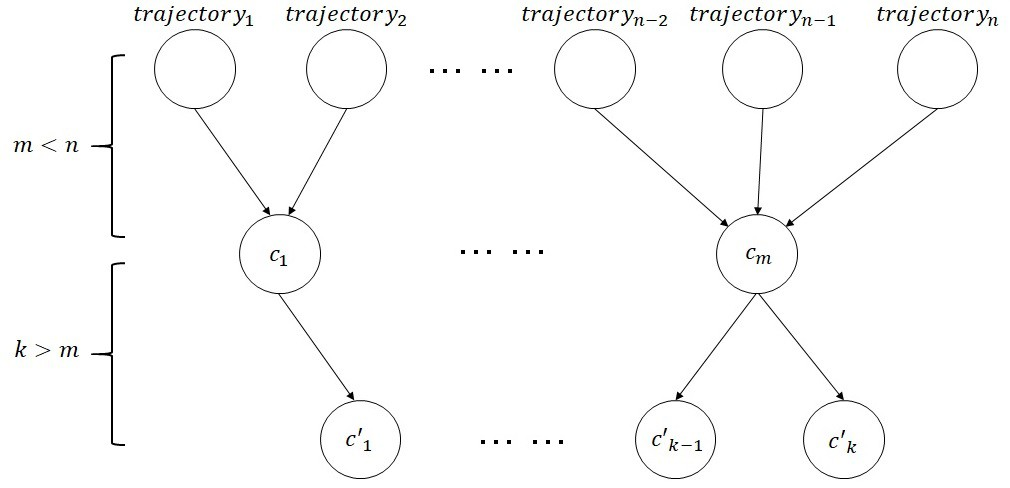 trajectory₁ trajectory₂ trajectoryₙ₋₂ trajectoryₙ₋₁ trajectoryₙ
... ...
m < n
c₁ ... ... cₘ
k > m
c'₁ ... ... c'ₖ₋₁ c'ₖ